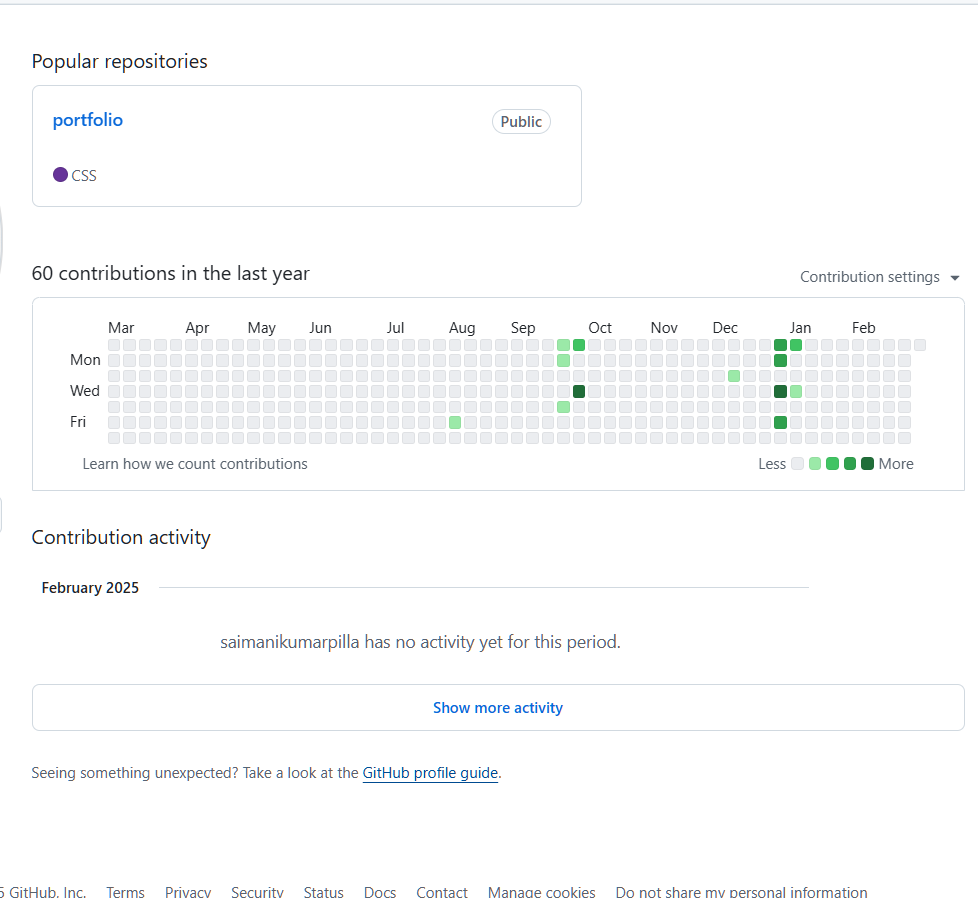 Popular repositories
portfolio
Public
CSS
60 contributions in the last year
Contribution settings
Mar Apr May Jun Jul Aug Sep Oct Nov Dec Jan Feb
Mon
Wed
Fri
Learn how we count contributions
Less More
Contribution activity
February 2025
saimanikumarpilla has no activity yet for this period.
Show more activity
Seeing something unexpected? Take a look at the GitHub profile guide.
5 GitHub, Inc. Terms Privacy Security Status Docs Contact Manage cookies Do not share my personal information